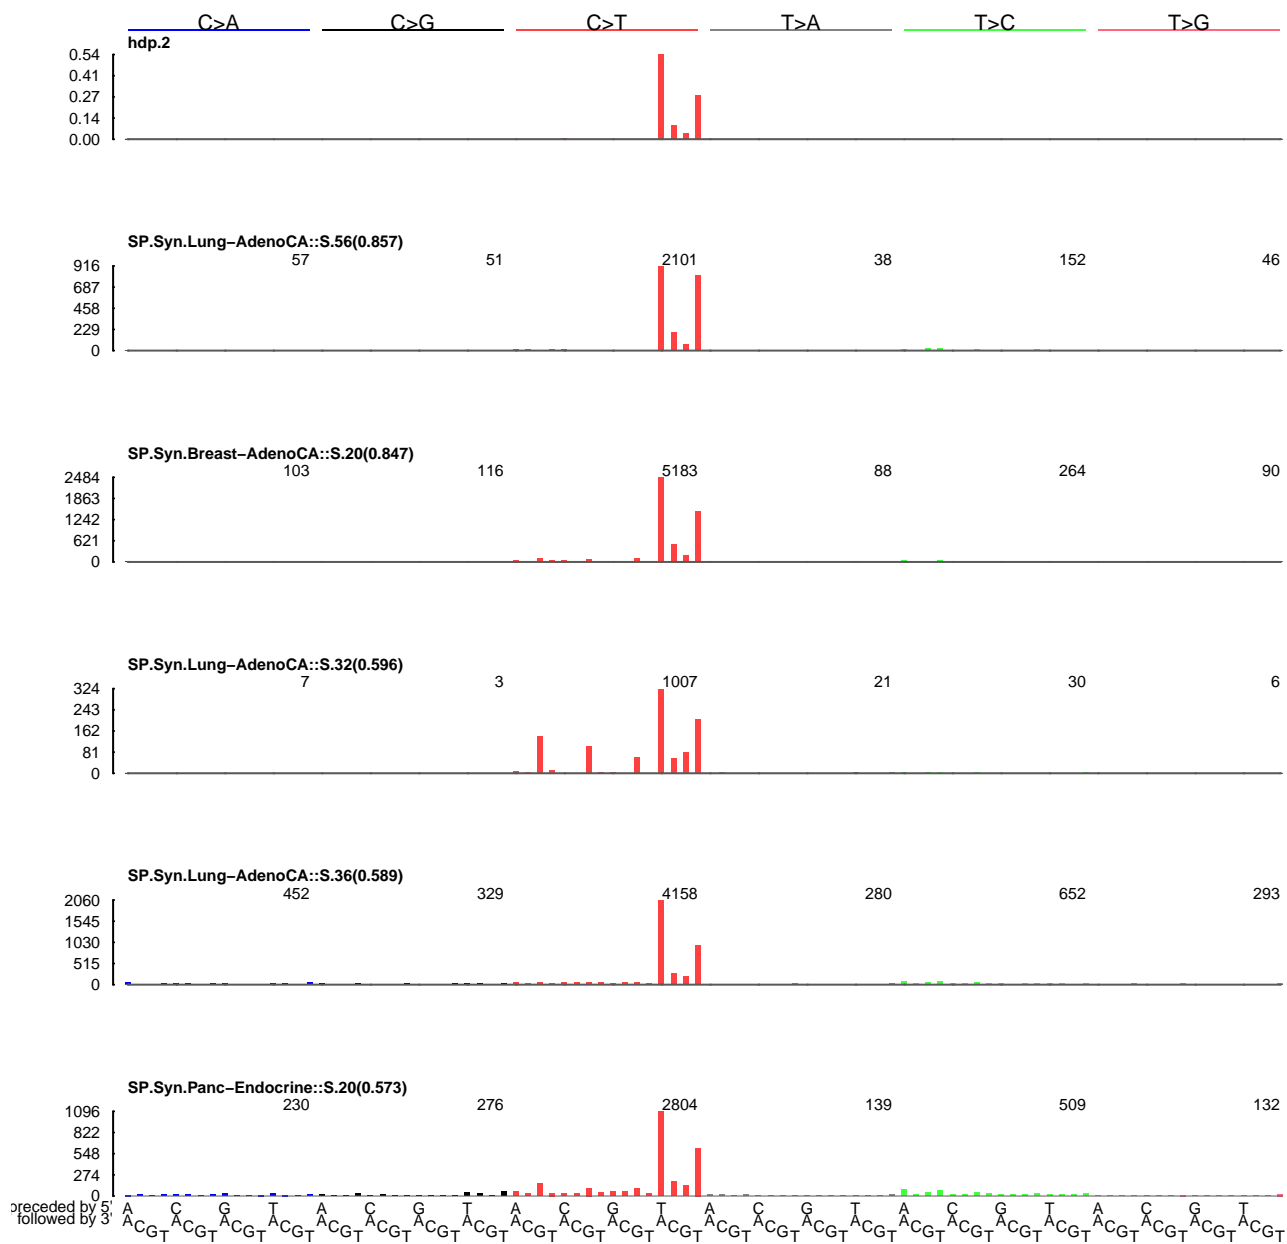 C>A C>G C>T T>A T>C T>G
hdp.2
0.54
0.41
0.27
0.14
0.00
SP.Syn.Lung−AdenoCA::S.56(0.857)
57 51 2101 38 152 46
916
687
458
229
0
SP.Syn.Breast−AdenoCA::S.20(0.847)
103 116 5183 88 264 90
2484
1863
1242
621
0
SP.Syn.Lung−AdenoCA::S.32(0.596)
7 3 1007 21 30 6
324
243
162
81
0
SP.Syn.Lung−AdenoCA::S.36(0.589)
452 329 4158 280 652 293
2060
1545
1030
515
0
SP.Syn.Panc−Endocrine::S.20(0.573)
230 276 2804 139 509 132
1096
822
548
274
0
preceded by 5' A C G T A C G T A C G T A C G T A C G T A C G T
followed by 3' A C G T A C G T A C G T A C G T A C G T A C G T A C G T A C G T A C G T A C G T A C G T A C G T A C G T A C G T A C G T A C G T A C G T A C G T A C G T A C G T A C G T A C G T A C G T A C G T